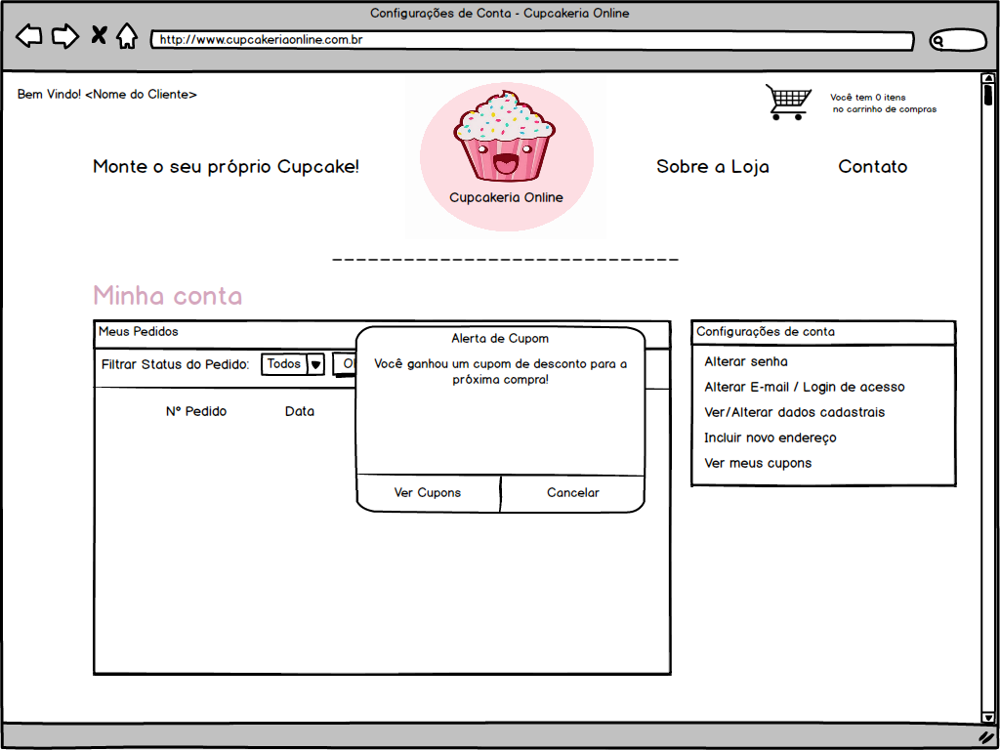 Configurações de Conta - Cupcakeria Online
http://www.cupcakeriaonline.com.br
Bem Vindo! <Nome do Cliente>
Você tem 0 itens
no carrinho de compras
Monte o seu próprio Cupcake!
Cupcakeria Online
Sobre a Loja
Contato
Minha conta
Meus Pedidos
Filtrar Status do Pedido:
Todos
Nº Pedido
Data
Alerta de Cupom
Você ganhou um cupom de desconto para a
próxima compra!
Ver Cupons
Cancelar
Configurações de conta
Alterar senha
Alterar E-mail / Login de acesso
Ver/Alterar dados cadastrais
Incluir novo endereço
Ver meus cupons